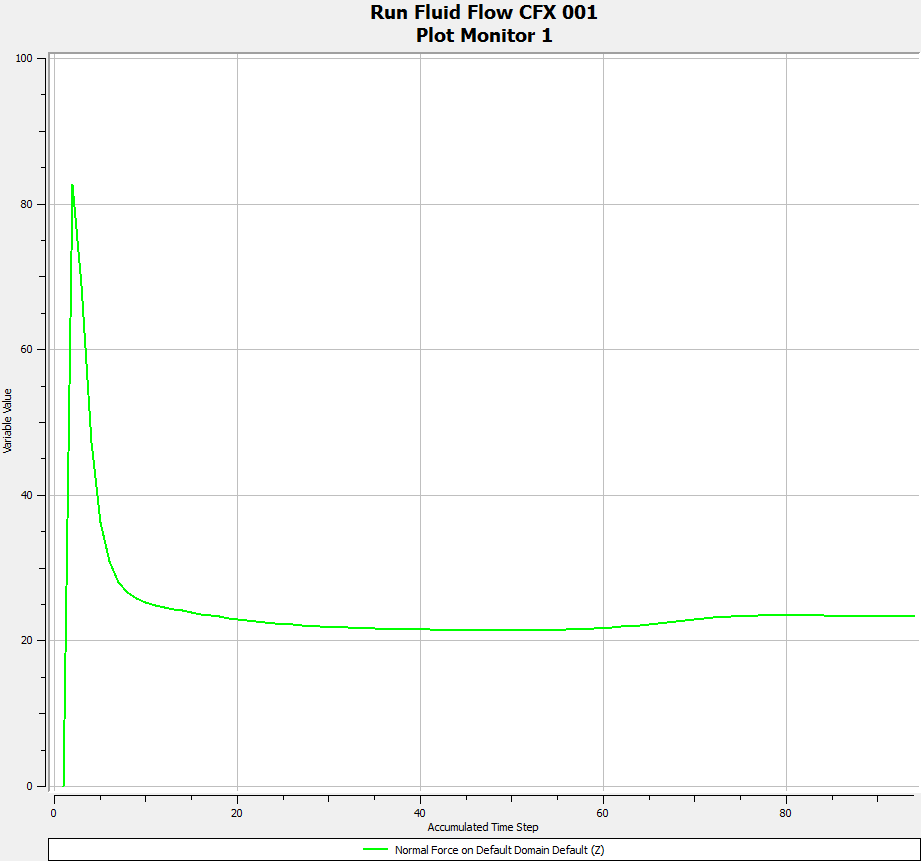 Run Fluid Flow CFX 001
Plot Monitor 1
100
80
60
40
20
0
Variable Value
0 20 40 60 80
Accumulated Time Step
Normal Force on Default Domain Default (Z)